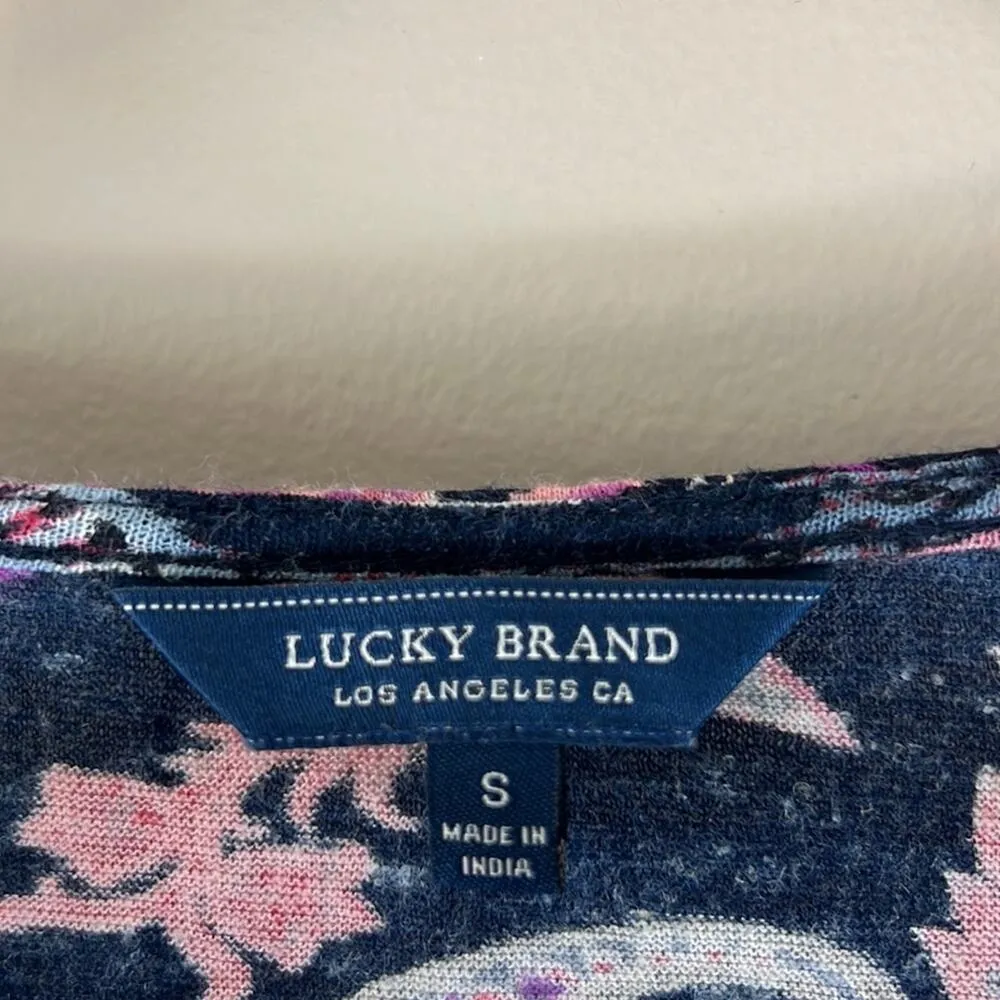 LUCKY BRAND
LOS ANGELES CA
S
MADE IN
INDIA